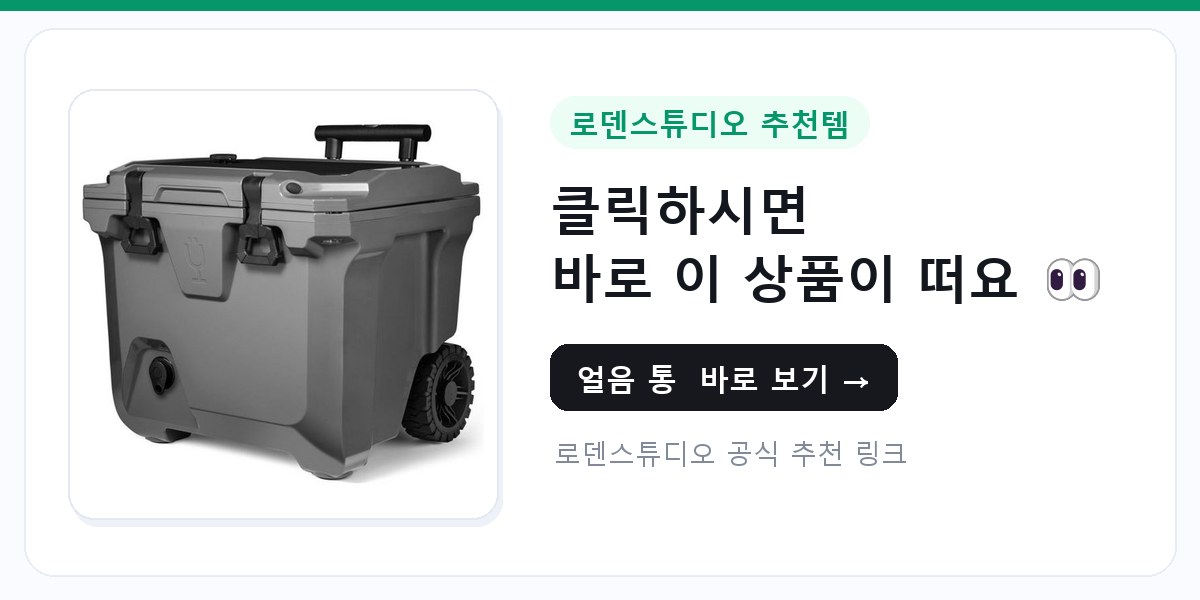 로덴스튜디오 추천템
클릭하시면
바로 이 상품이 떠요 👀
얼음 통 바로 보기 →
로덴스튜디오 공식 추천 링크